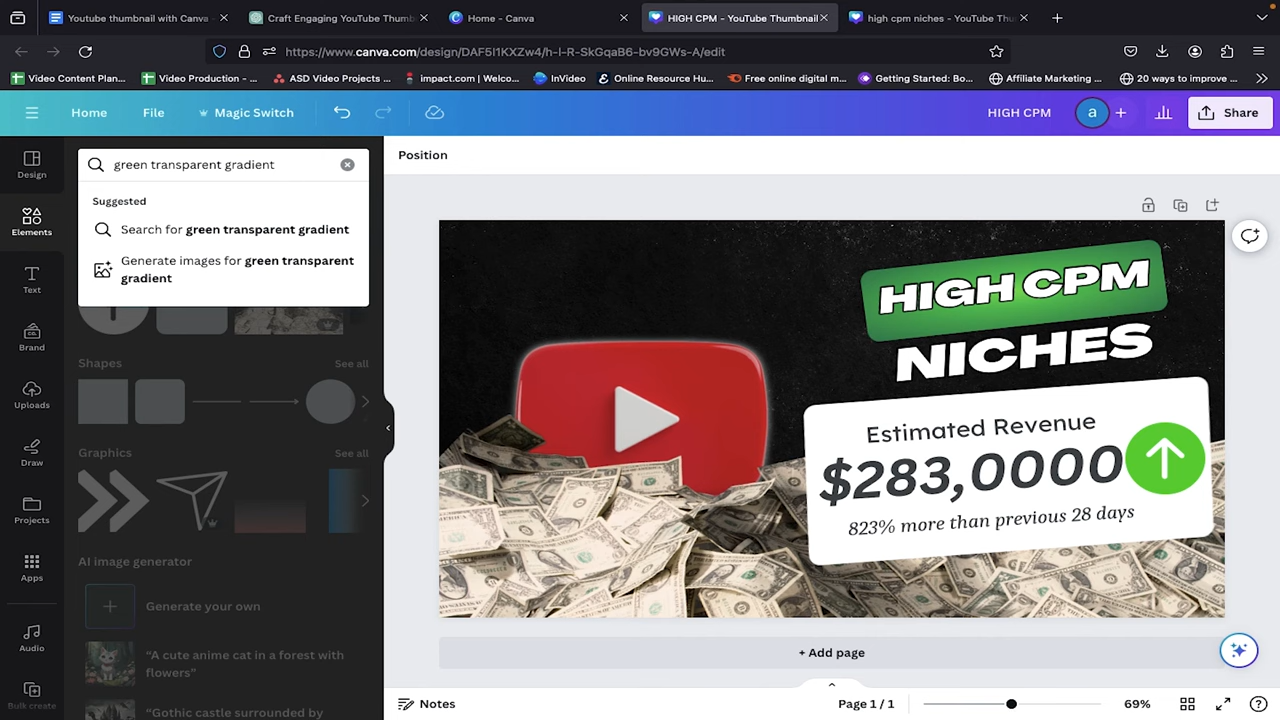 Youtube thumbnail with Canva -
Craft Engaging YouTube Thumb
Home - Canva
HIGH CPM - YouTube Thumbnail
high cpm niches - YouTube Thu
https://www.canva.com/design/DAF5I1KXZw4/h-l-R-SkGqaB6-bv9GWs-A/edit
Video Content Plan...
Video Production - ...
ASD Video Projects ...
impact.com | Welco...
InVideo
Online Resource Hu...
Free online digital m...
Getting Started: Bo...
Affiliate Marketing ...
20 ways to improve ...
Home
File
Magic Switch
HIGH CPM
a
Share
Design
Elements
Text
Brand
Uploads
Draw
Projects
Apps
Audio
Bulk create
green transparent gradient
Suggested
Search for green transparent gradient
Generate images for green transparent
gradient
Shapes
See all
Graphics
See all
AI image generator
Generate your own
“A cute anime cat in a forest with
flowers”
“Gothic castle surrounded by
Position
HIGH CPM
NICHES
Estimated Revenue
$283,0000
823% more than previous 28 days
+ Add page
Notes
Page 1 / 1
69%